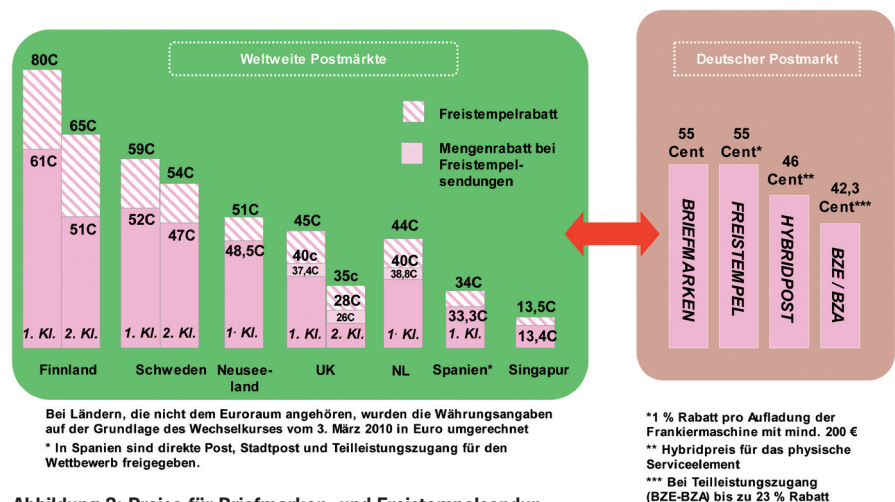 Weltweite Postmärkte
80C
61C
1. Kl.
65C
51C
2. Kl.
Finnland
59C
52C
1. Kl.
54C
47C
2. Kl.
Schweden
51C
48,5C
1. Kl.
Neusee-
land
45C
40c
37,4C
1. Kl.
35c
28C
26C
2. Kl.
UK
44C
40C
38,8C
1. Kl.
NL
34C
33,3C
1. Kl.
Spanien*
13,5C
13,4C
Singapur
Freistempelrabatt
Mengenrabatt bei
Freistempel-
sendungen
Bei Ländern, die nicht dem Euroraum angehören, wurden die Währungsangaben
auf der Grundlage des Wechselkurses vom 3. März 2010 in Euro umgerechnet
* In Spanien sind direkte Post, Stadtpost und Teilleistungszugang für den
Wettbewerb freigegeben.
Deutscher Postmarkt
55
Cent
BRIEFMARKEN
55
Cent*
FREISTEMPEL
46
Cent**
HYBRIDPOST
42,3
Cent***
BZE / BZA
*1 % Rabatt pro Aufladung der
Frankiermaschine mit mind. 200 €
** Hybridpreis für das physische
Serviceelement
*** Bei Teilleistungszugang
(BZE-BZA) bis zu 23 % Rabatt
Abbildung 2: Preise für Briefmarken- und Freistempelsendun-